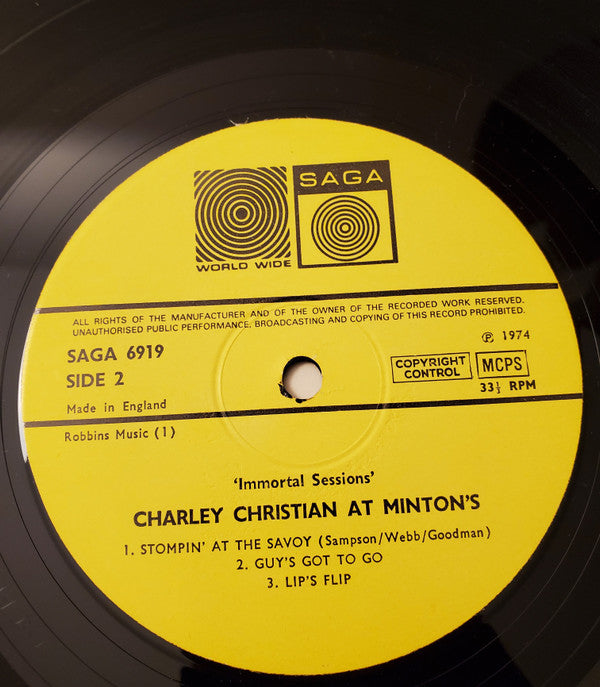 SAGA
WORLD WIDE
ALL RIGHTS OF THE MANUFACTURER AND OF THE OWNER OF THE RECORDED WORK RESERVED.
UNAUTHORISED PUBLIC PERFORMANCE, BROADCASTING AND COPYING OF THIS RECORD PROHIBITED.
SAGA 6919
℗ 1974
SIDE 2
COPYRIGHT CONTROL
MCPS
33⅓ RPM
Made in England
Robbins Music (1)
'Immortal Sessions'
CHARLEY CHRISTIAN AT MINTON'S
1. STOMPIN' AT THE SAVOY (Sampson/Webb/Goodman)
2. GUY'S GOT TO GO
3. LIP'S FLIP